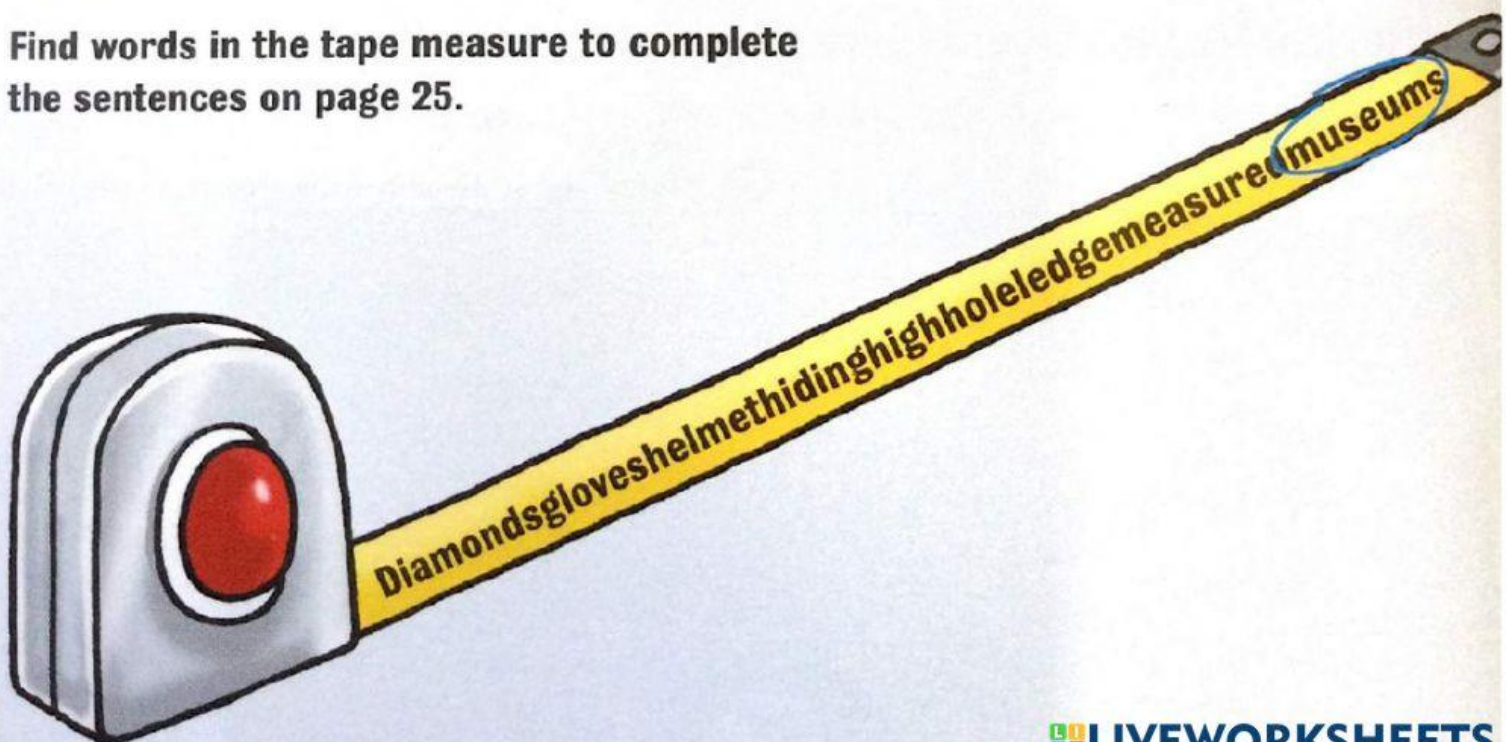 Find words in the tape measure to complete
the sentences on page 25.
Diamondsgloveshelmethidinghighholeledgemeasuredmuseums
LIVEWORKSHEETS